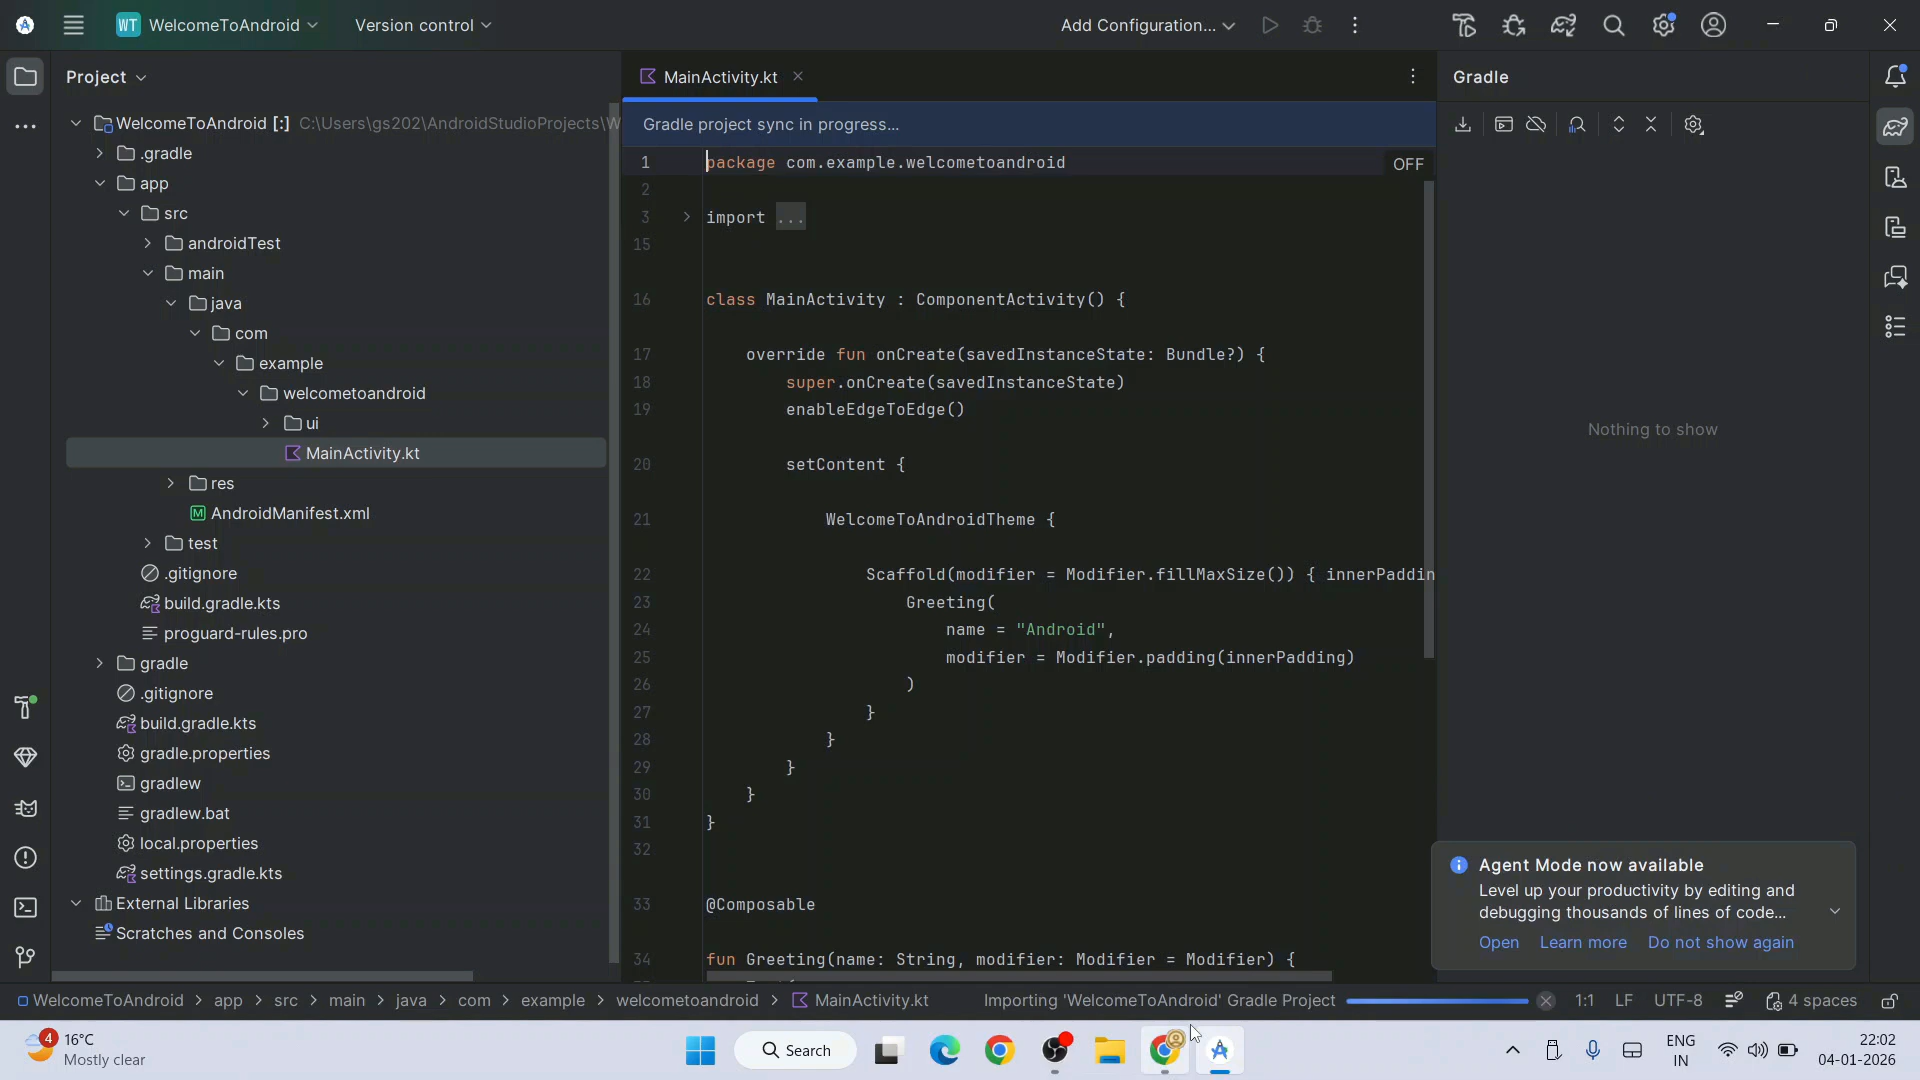 WT WelcomeToAndroid
Version control
Add Configuration...
Project
WelcomeToAndroid [:] C:\Users\gs202\AndroidStudioProjects\W
.gradle
app
src
androidTest
main
java
com
example
welcometoandroid
ui
MainActivity.kt
res
AndroidManifest.xml
test
.gitignore
build.gradle.kts
proguard-rules.pro
gradle
.gitignore
build.gradle.kts
gradle.properties
gradlew
gradlew.bat
local.properties
settings.gradle.kts
External Libraries
Scratches and Consoles
MainActivity.kt
Gradle project sync in progress...
OFF
1 package com.example.welcometoandroid
2
3 import ...
15
16 class MainActivity : ComponentActivity() {
17 override fun onCreate(savedInstanceState: Bundle?) {
18 super.onCreate(savedInstanceState)
19 enableEdgeToEdge()
20 setContent {
21 WelcomeToAndroidTheme {
22 Scaffold(modifier = Modifier.fillMaxSize()) { innerPaddin
23 Greeting(
24 name = "Android",
25 modifier = Modifier.padding(innerPadding)
26 )
27 }
28 }
29 }
30 }
31 }
32
33 @Composable
34 fun Greeting(name: String, modifier: Modifier = Modifier) {
Gradle
Nothing to show
Agent Mode now available
Level up your productivity by editing and
debugging thousands of lines of code...
Open Learn more Do not show again
WelcomeToAndroid > app > src > main > java > com > example > welcometoandroid > MainActivity.kt
Importing 'WelcomeToAndroid' Gradle Project
1:1 LF UTF-8 4 spaces
4
16°C
Mostly clear
Search
ENG
IN
22:02
04-01-2026